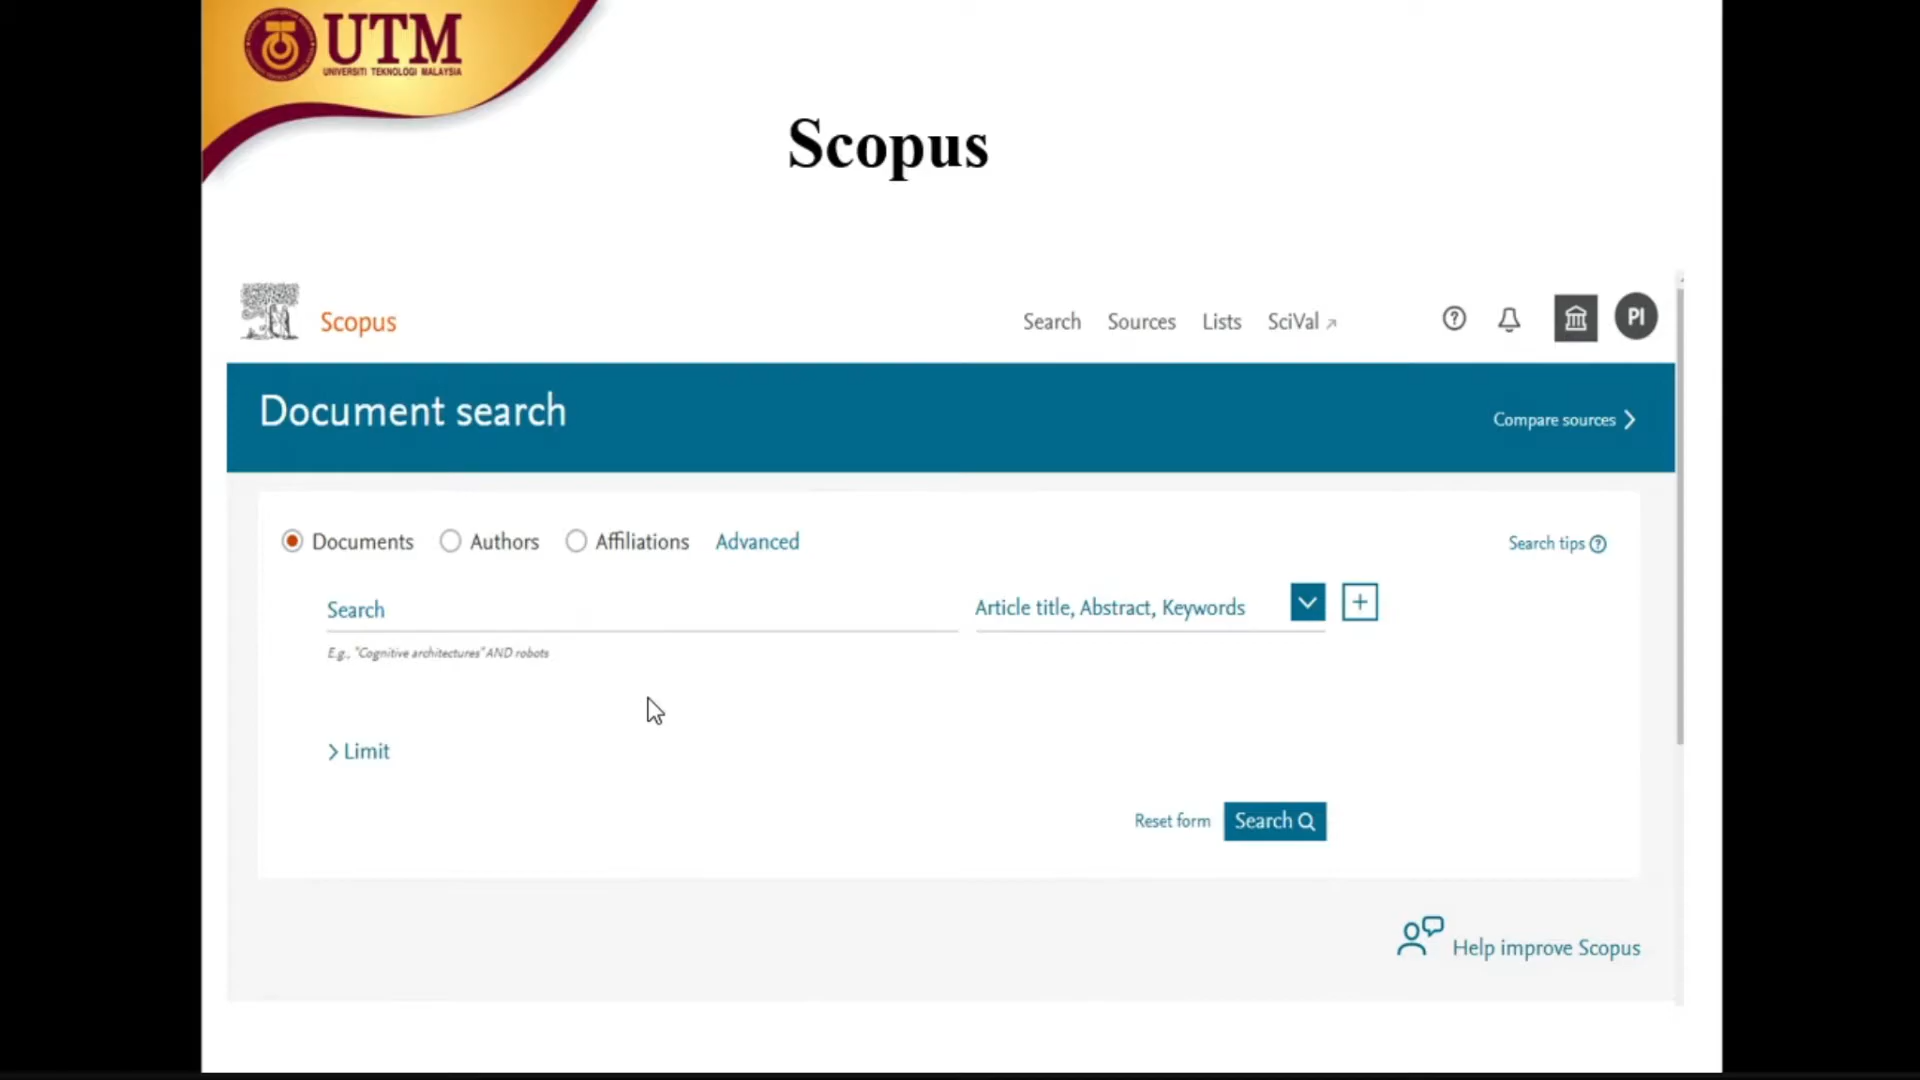 UTM
UNIVERSITI TEKNOLOGI MALAYSIA
Scopus
Scopus
Search Sources Lists SciVal
PI
Document search
Compare sources
Documents Authors Affiliations Advanced
Search tips
Search
Article title, Abstract, Keywords
E.g., "Cognitive architectures" AND robots
Limit
Reset form
Search
Help improve Scopus